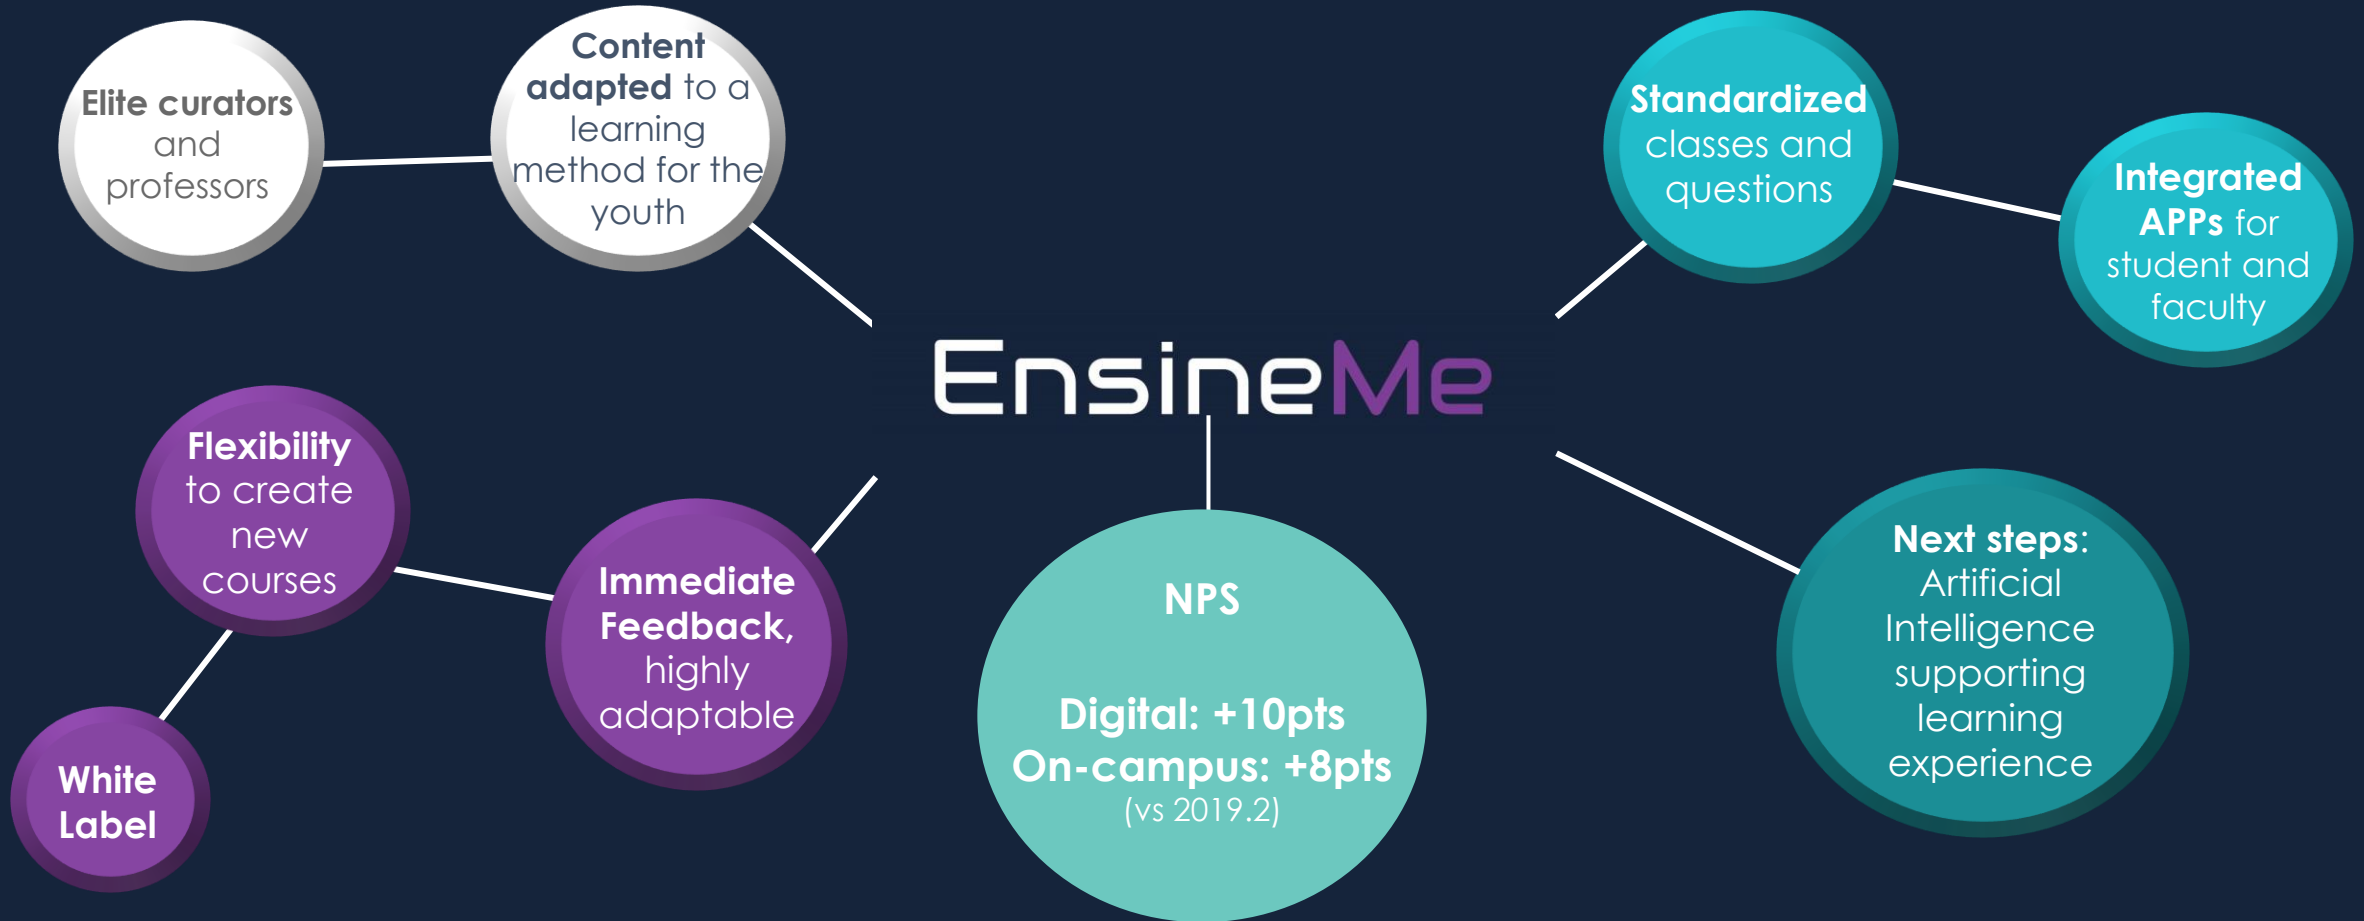 Elite curators
and
professors
Content
adapted to a
learning
method for the
youth
Standardized
classes and
questions
Integrated
APPs for
student and
faculty
EnsineMe
Flexibility
to create
new
courses
Immediate
Feedback,
highly
adaptable
White
Label
NPS
Digital: +10pts
On-campus: +8pts
(vs 2019.2)
Next steps:
Artificial
Intelligence
supporting
learning
experience